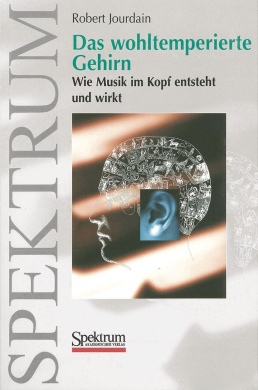 Robert Jourdain
Das wohltemperierte
Gehirn
Wie Musik im Kopf entsteht
und wirkt
SPEKTRUM
Spektrum
AKADEMISCHER VERLAG